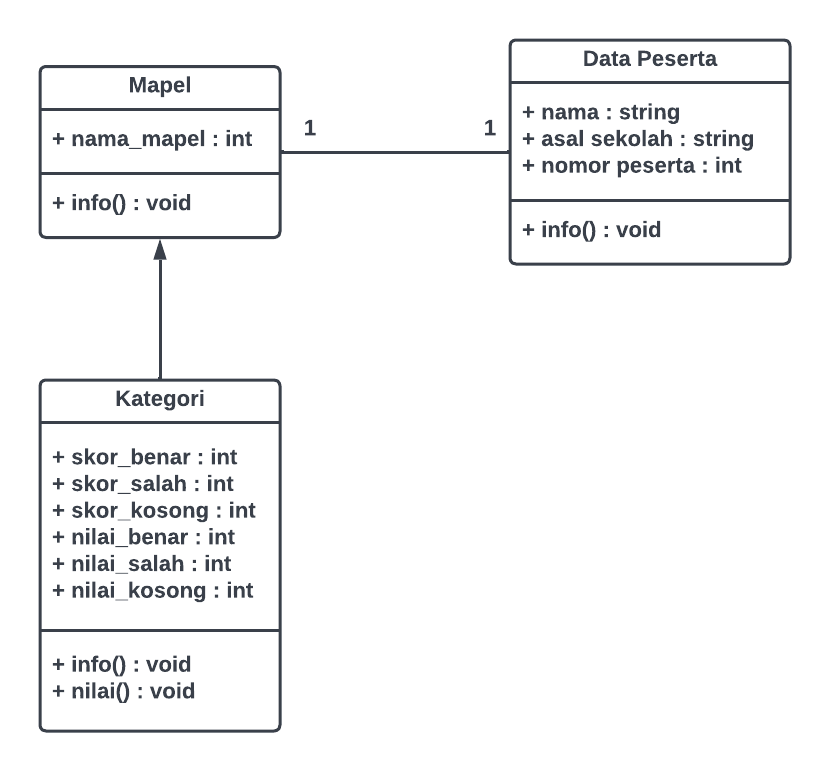 Mapel
+ nama_mapel : int
+ info() : void
1
1
Data Peserta
+ nama : string
+ asal sekolah : string
+ nomor peserta : int
+ info() : void
Kategori
+ skor_benar : int
+ skor_salah : int
+ skor_kosong : int
+ nilai_benar : int
+ nilai_salah : int
+ nilai_kosong : int
+ info() : void
+ nilai() : void